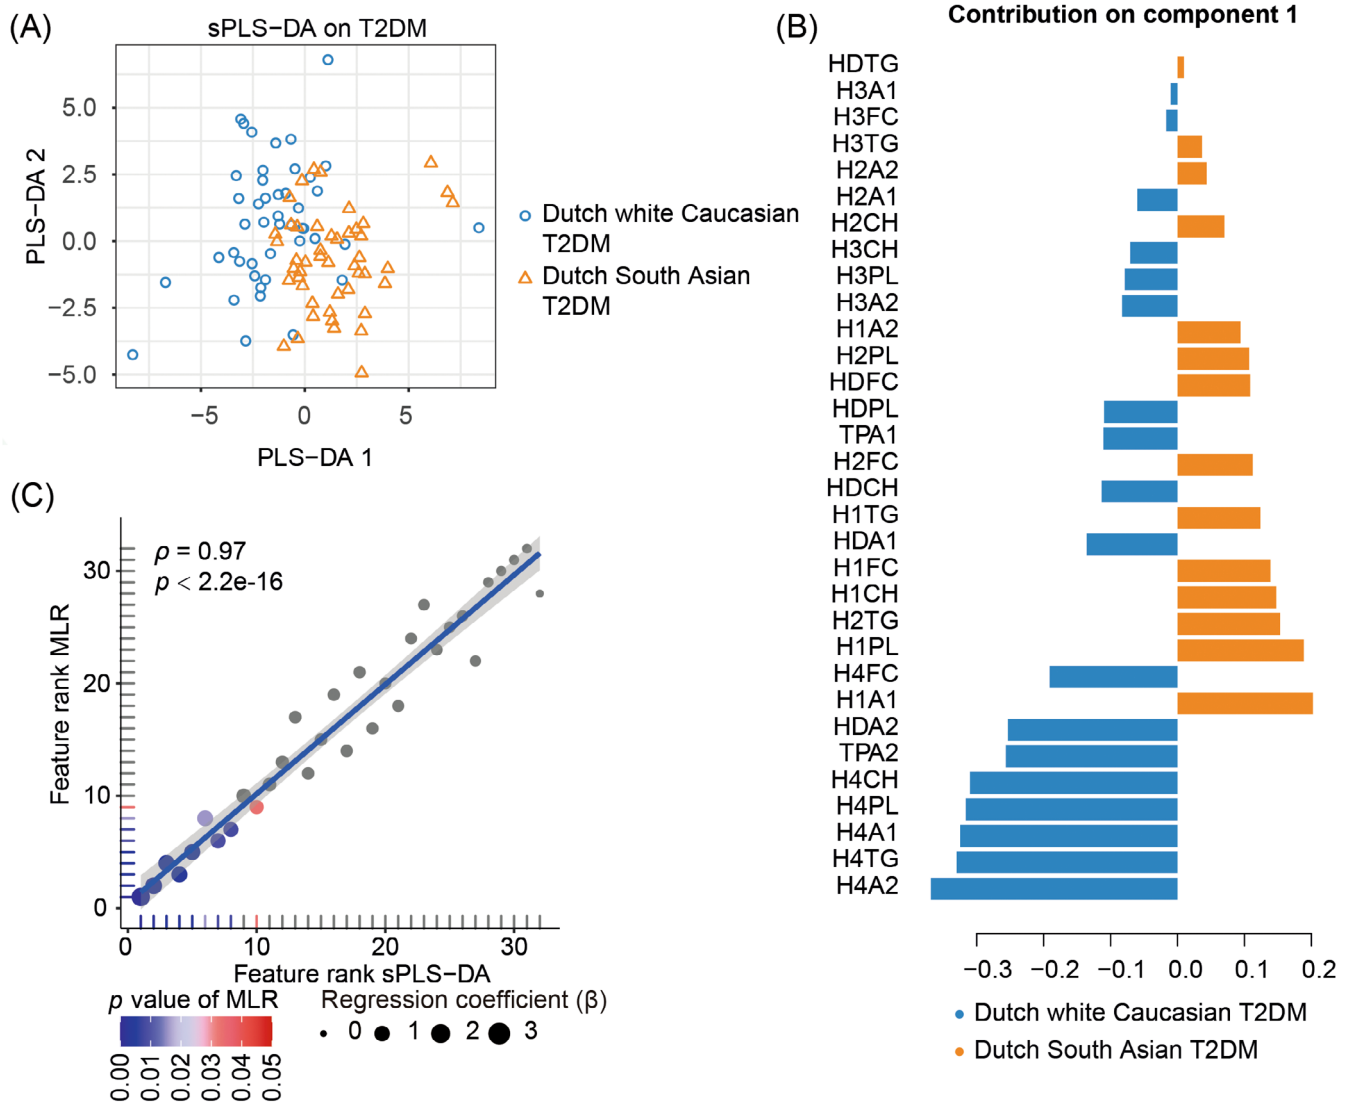 (A)
sPLS−DA on T2DM
5.0
2.5
0.0
−2.5
−5.0
PLS−DA 2
−5
0
5
PLS−DA 1
Dutch white Caucasian
T2DM
Dutch South Asian
T2DM
(B)
Contribution on component 1
HDTG
H3A1
H3FC
H3TG
H2A2
H2A1
H2CH
H3CH
H3PL
H3A2
H1A2
H2PL
HDFC
HDPL
TPA1
H2FC
HDCH
H1TG
HDA1
H1FC
H1CH
H2TG
H1PL
H4FC
H1A1
HDA2
TPA2
H4CH
H4PL
H4A1
H4TG
H4A2
−0.3 −0.2 −0.1 0.0 0.1 0.2
Dutch white Caucasian T2DM
Dutch South Asian T2DM
(C)
ρ = 0.97
p < 2.2e-16
30
20
10
0
Feature rank MLR
0 10 20 30
Feature rank sPLS−DA
p value of MLR
0.00
0.01
0.02
0.03
0.04
0.05
Regression coefficient (β)
0 1 2 3